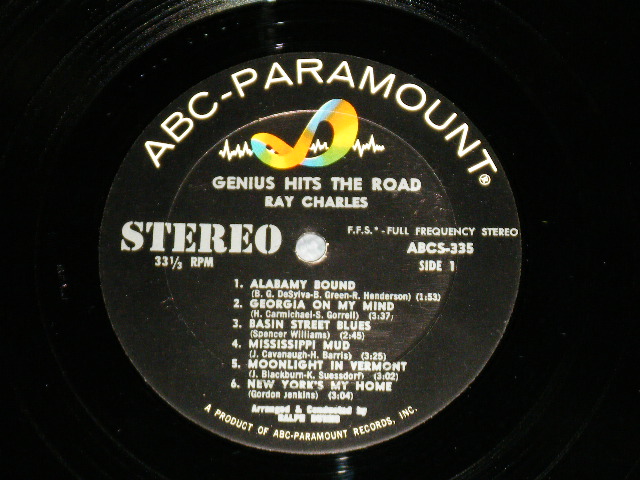 ABC-PARAMOUNT®
GENIUS HITS THE ROAD
RAY CHARLES
STEREO
33⅓ RPM
F.F.S.*-FULL FREQUENCY STEREO
ABCS-335
SIDE 1
1. ALABAMY BOUND
(B. G. DeSylva-B. Green-R. Henderson) (1:53)
2. GEORGIA ON MY MIND
(H. Carmichael-S. Gorrell) (3:37)
3. BASIN STREET BLUES
(Spencer Williams) (2:45)
4. MISSISSIPPI MUD
(J. Cavanaugh-H. Barris) (3:25)
5. MOONLIGHT IN VERMONT
(J. Blackburn-K. Suessdorf) (3:02)
6. NEW YORK'S MY HOME
(Gordon Jenkins) (3:04)
Arranged & Conducted by
RALPH BURNS
A PRODUCT OF ABC-PARAMOUNT RECORDS, INC.